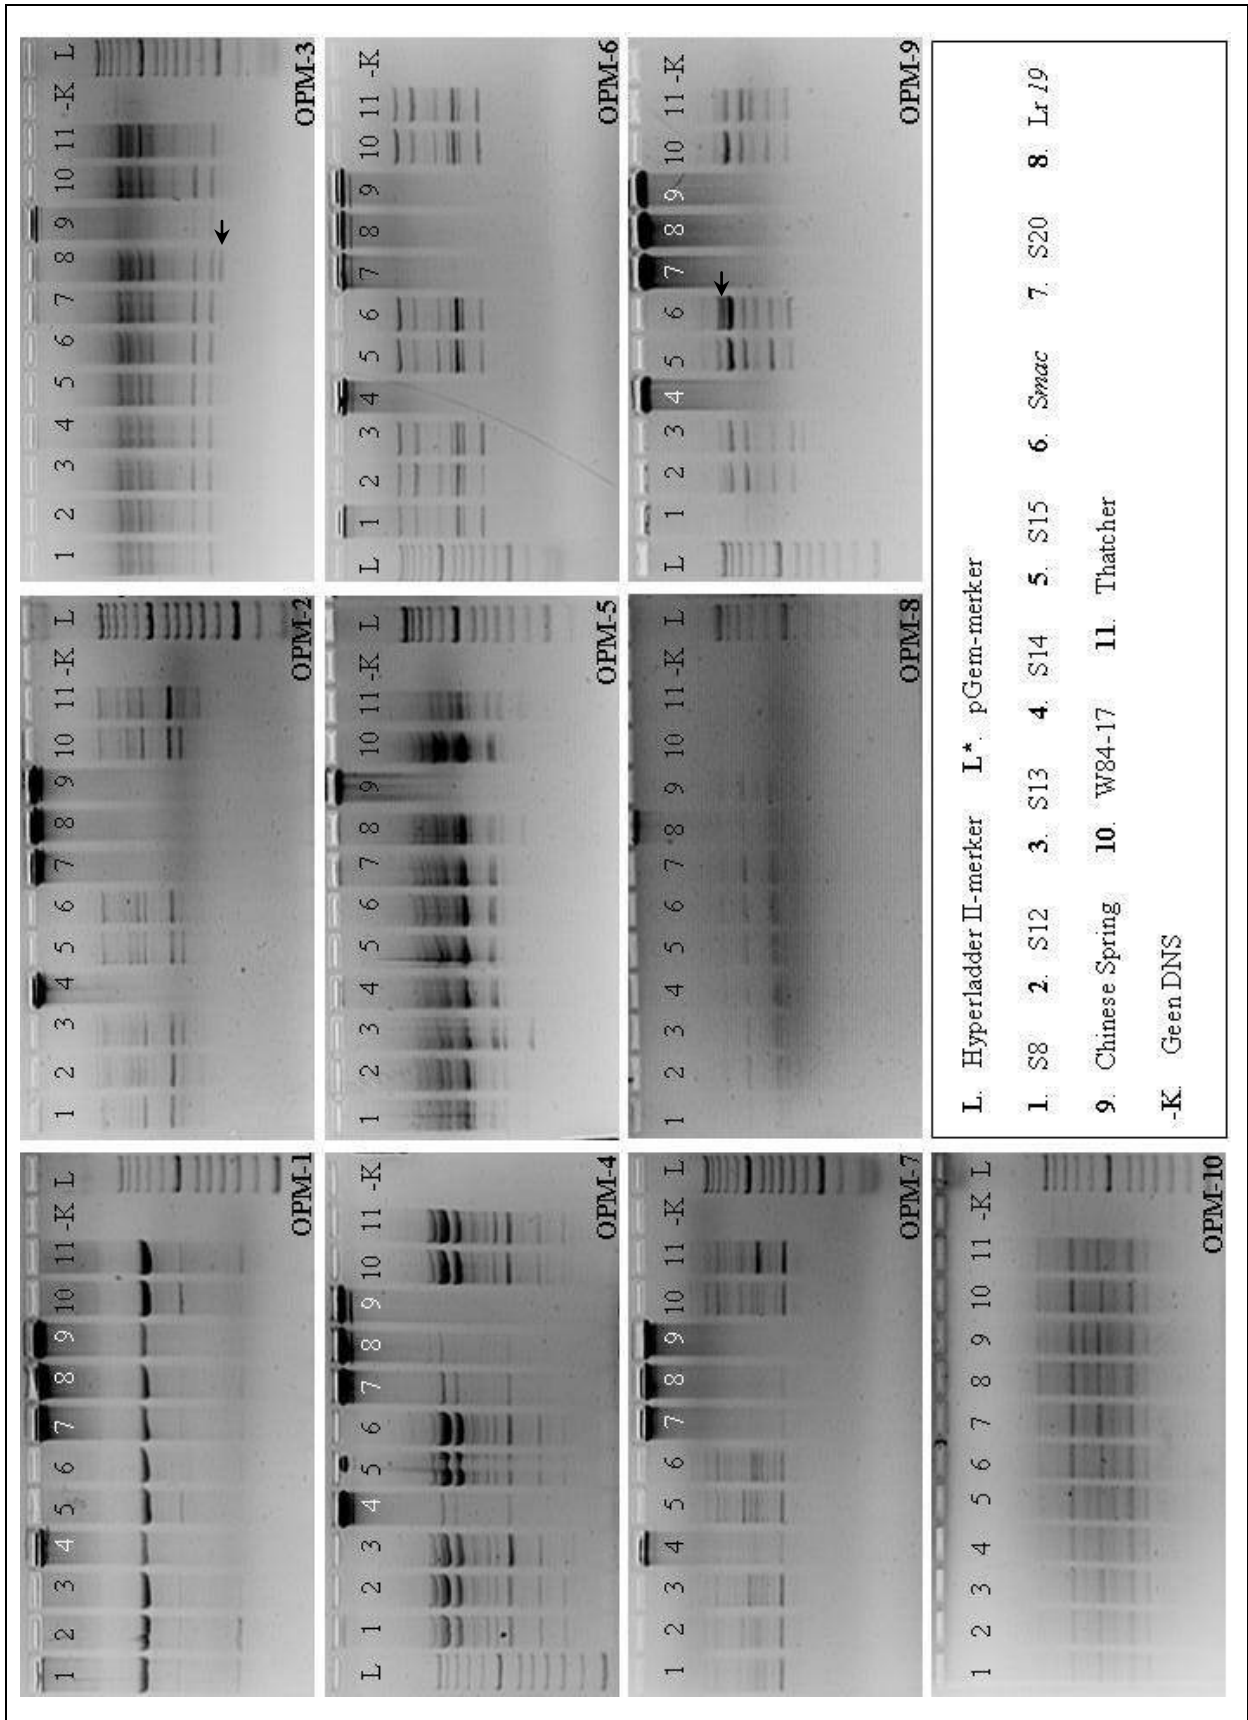 1 2 3 4 5 6 7 8 9 10 11 -K L
OPM-1
1 2 3 4 5 6 7 8 9 10 11 -K L
OPM-2
1 2 3 4 5 6 7 8 9 10 11 -K L
OPM-3
L 1 2 3 4 5 6 7 8 9 10 11 -K
OPM-4
1 2 3 4 5 6 7 8 9 10 11 -K L
OPM-5
L 1 2 3 4 5 6 7 8 9 10 11 -K
OPM-6
1 2 3 4 5 6 7 8 9 10 11 -K L
OPM-7
1 2 3 4 5 6 7 8 9 10 11 -K L
OPM-8
L 1 2 3 4 5 6 7 8 9 10 11 -K
OPM-9
1 2 3 4 5 6 7 8 9 10 11 -K L
OPM-10
L. Hyperladder II-merker L*. pGem-merker
1. S8 2. S12 3. S13 4. S14 5. S15 6. Smac 7. S20 8. Lr 19
9. Chinese Spring 10. W84-17 11. Thatcher
-K. Geen DNS